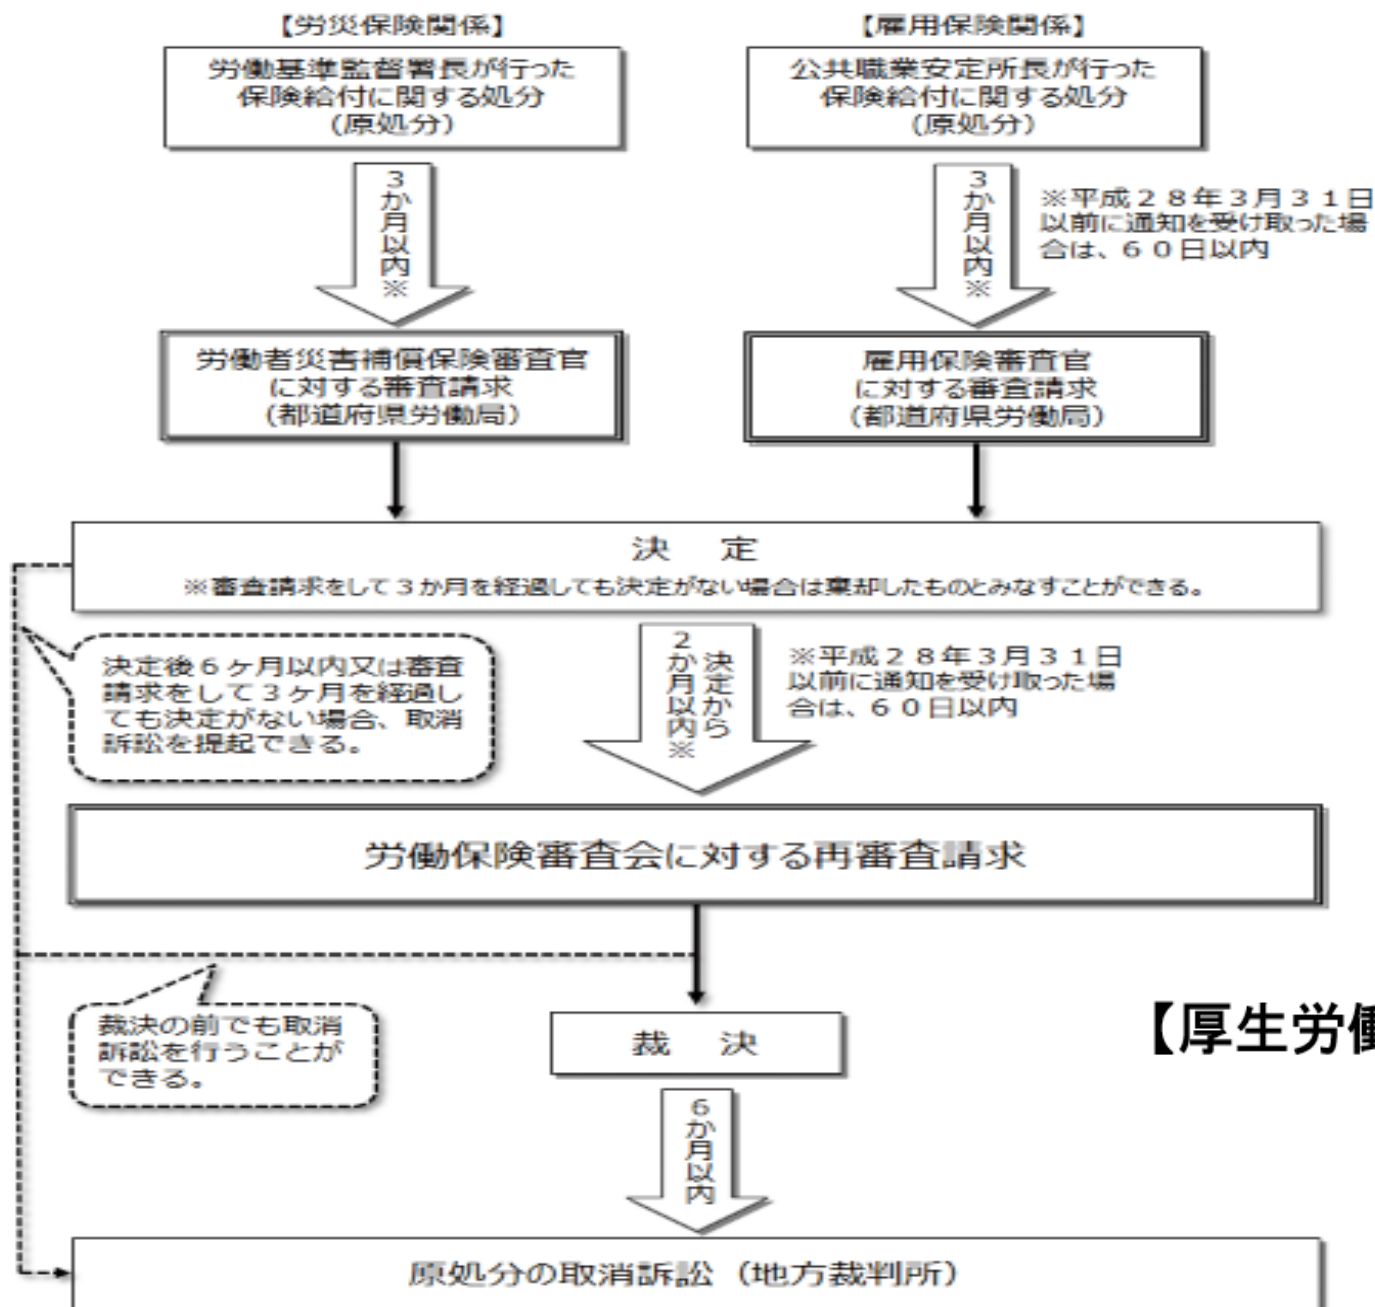 【労災保険関係】
労働基準監督署長が行った
保険給付に関する処分
(原処分)
【雇用保険関係】
公共職業安定所長が行った
保険給付に関する処分
(原処分)
3か月以内※
3か月以内※
※平成28年3月31日
以前に通知を受け取った場
合は、60日以内
労働者災害補償保険審査官
に対する審査請求
(都道府県労働局)
雇用保険審査官
に対する審査請求
(都道府県労働局)
決 定
※審査請求をして3か月を経過しても決定がない場合は棄却したものとみなすことができる。
決定後6ヶ月以内又は審査
請求をして3ヶ月を経過し
ても決定がない場合、取消
訴訟を提起できる。
決定から
2か月以内※
※平成28年3月31日
以前に通知を受け取った場
合は、60日以内
労働保険審査会に対する再審査請求
裁決の前でも取消
訴訟を行うことが
できる。
裁 決
【厚生労働
6か月以内
原処分の取消訴訟(地方裁判所)